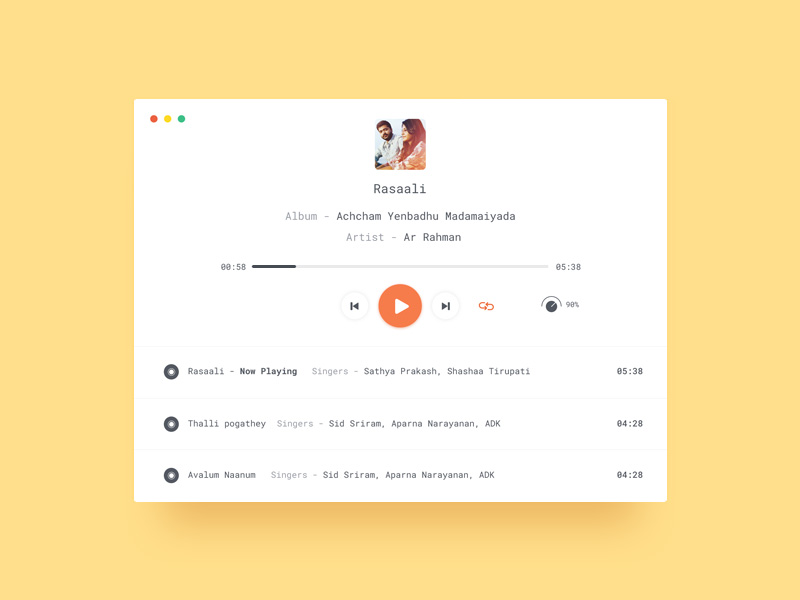 Rasaali
Album - Achcham Yenbadhu Madamaiyada
Artist - Ar Rahman
00:58 05:38
90%
Rasaali - Now Playing Singers - Sathya Prakash, Shashaa Tirupati 05:38
Thalli pogathey Singers - Sid Sriram, Aparna Narayanan, ADK 04:28
Avalum Naanum Singers - Sid Sriram, Aparna Narayanan, ADK 04:28